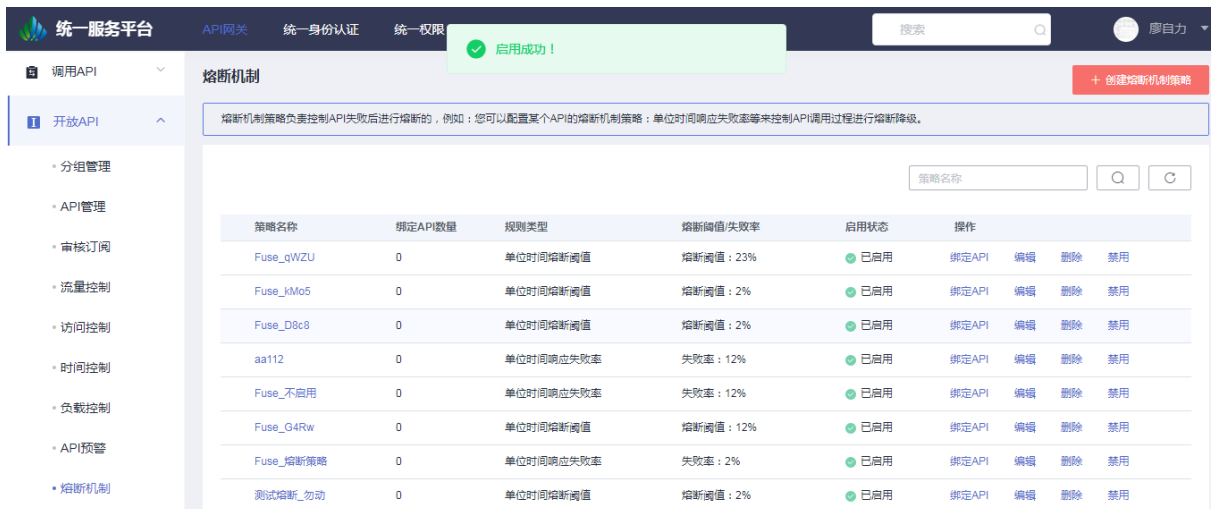 统一服务平台 API网关 统一身份认证 统一权限 搜索 廖自力
启用成功！
调用API
开放API
分组管理
API管理
审核订阅
流量控制
访问控制
时间控制
负载控制
API预警
熔断机制
熔断机制 + 创建熔断机制策略
熔断机制策略负责控制API失败后进行熔断的，例如：您可以配置某个API的熔断机制策略：单位时间响应失败率等来控制API调用过程进行熔断降级。
策略名称
策略名称 绑定API数量 规则类型 熔断阈值/失败率 启用状态 操作
Fuse_qWZU 0 单位时间熔断阈值 熔断阈值：23% 已启用 绑定API 编辑 删除 禁用
Fuse_kMo5 0 单位时间熔断阈值 熔断阈值：2% 已启用 绑定API 编辑 删除 禁用
Fuse_D8c8 0 单位时间熔断阈值 熔断阈值：2% 已启用 绑定API 编辑 删除 禁用
aa112 0 单位时间响应失败率 失败率：12% 已启用 绑定API 编辑 删除 禁用
Fuse_不启用 0 单位时间响应失败率 失败率：12% 已启用 绑定API 编辑 删除 禁用
Fuse_G4Rw 0 单位时间熔断阈值 熔断阈值：12% 已启用 绑定API 编辑 删除 禁用
Fuse_熔断策略 0 单位时间响应失败率 失败率：2% 已启用 绑定API 编辑 删除 禁用
测试熔断_勿动 0 单位时间熔断阈值 熔断阈值：2% 已启用 绑定API 编辑 删除 禁用